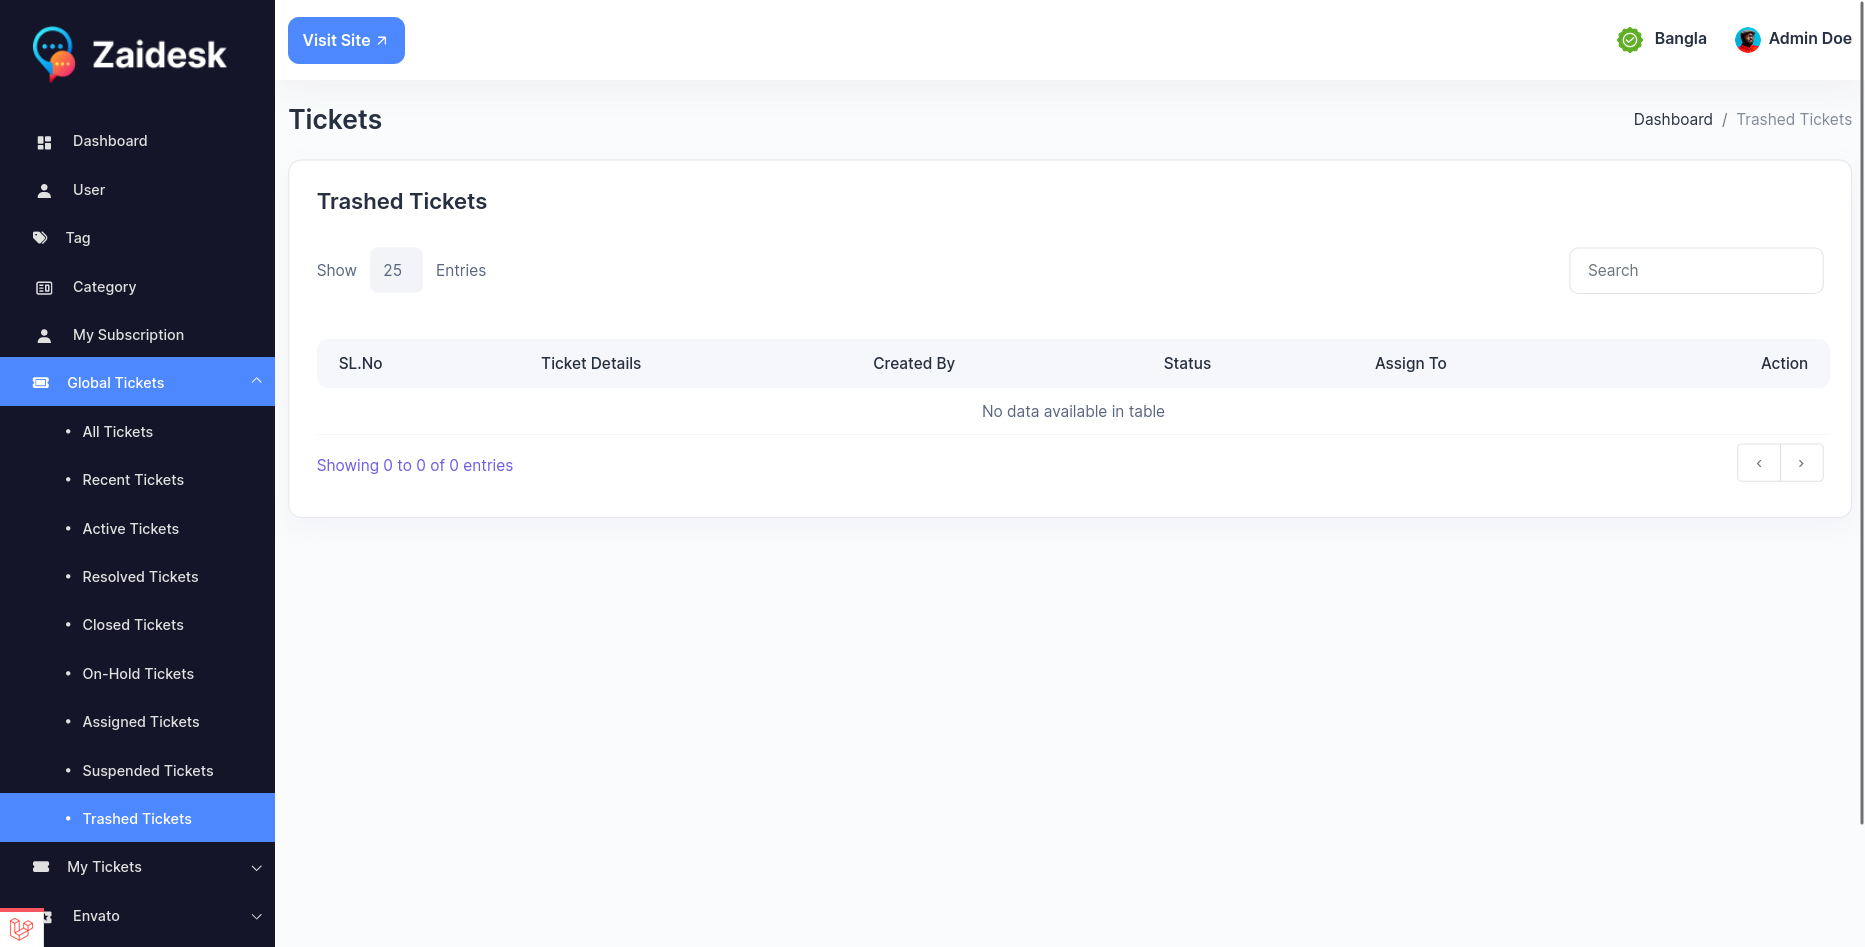 Zaidesk
Dashboard
User
Tag
Category
My Subscription
Global Tickets
All Tickets
Recent Tickets
Active Tickets
Resolved Tickets
Closed Tickets
On-Hold Tickets
Assigned Tickets
Suspended Tickets
Trashed Tickets
My Tickets
Envato
Visit Site
Bangla
Admin Doe
Tickets
Dashboard / Trashed Tickets
Trashed Tickets
Show 25 Entries
Search
SL.No Ticket Details Created By Status Assign To Action
No data available in table
Showing 0 to 0 of 0 entries
‹ ›